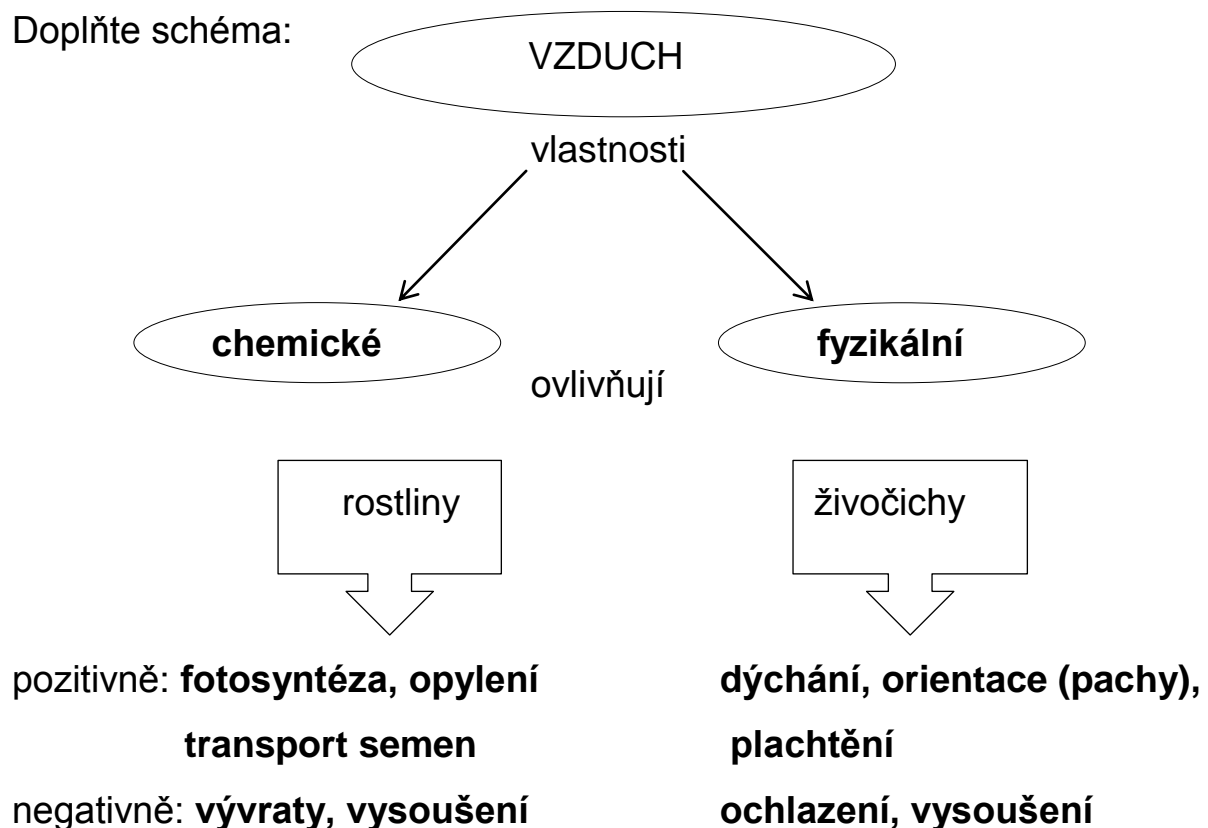 Doplňte schéma:
VZDUCH
vlastnosti
chemické
fyzikální
ovlivňují
rostliny
živočichy
pozitivně: fotosyntéza, opylení
dýchání, orientace (pachy),
transport semen
plachtění
negativně: vývraty, vysoušení
ochlazení, vysoušení